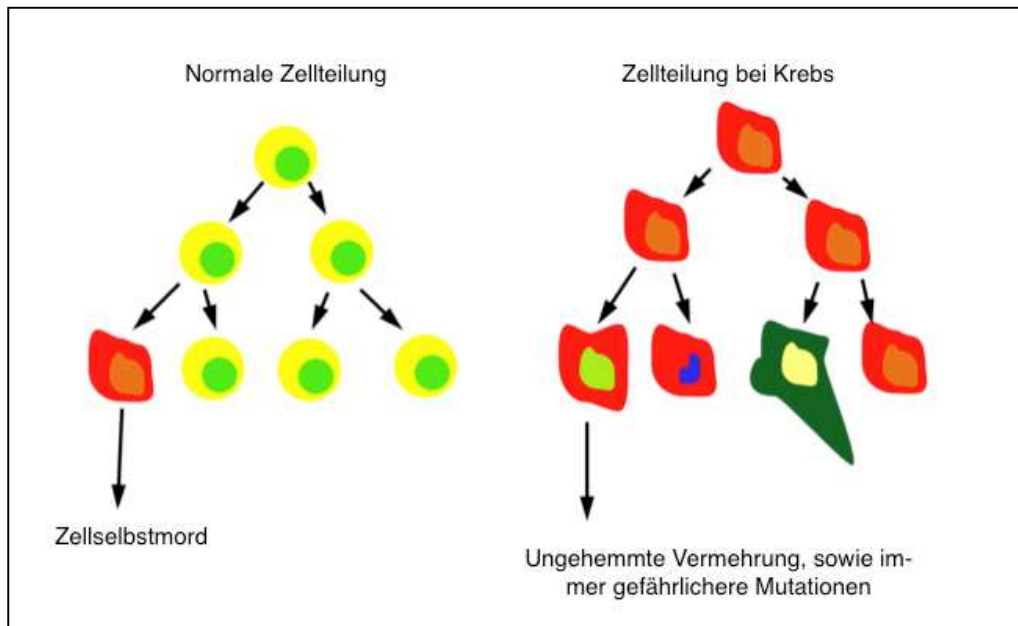 Normale Zellteilung
Zellteilung bei Krebs
Zellselbstmord
Ungehemmte Vermehrung, sowie im-
mer gefährlichere Mutationen